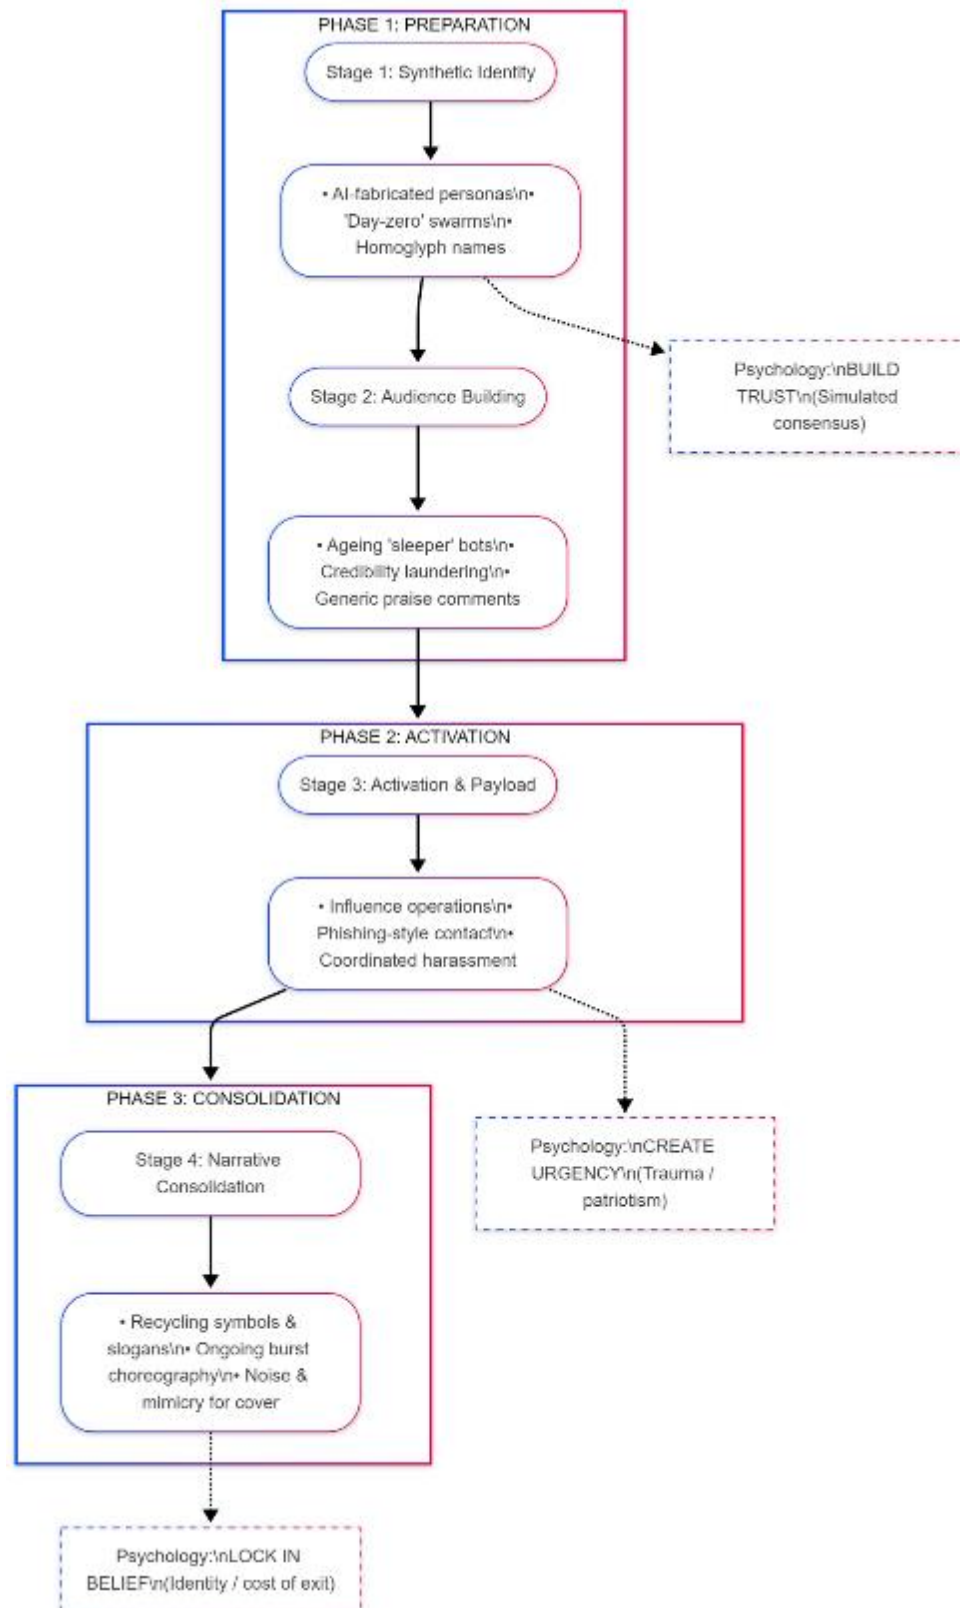 PHASE 1: PREPARATION
Stage 1: Synthetic Identity
• AI-fabricated personas\n•
'Day-zero' swarms\n•
Homoglyph names
Stage 2: Audience Building
Psychology:\nBUILD
TRUST\n(Simulated
consensus)
• Ageing 'sleeper' bots\n•
Credibility laundering\n•
Generic praise comments
PHASE 2: ACTIVATION
Stage 3: Activation & Payload
• Influence operations\n•
Phishing-style contact\n•
Coordinated harassment
PHASE 3: CONSOLIDATION
Stage 4: Narrative
Consolidation
Psychology:\nCREATE
URGENCY\n(Trauma /
patriotism)
• Recycling symbols &
slogans\n• Ongoing burst
choreography\n• Noise &
mimicry for cover
Psychology:\nLOCK IN
BELIEF\n(Identity / cost of exit)